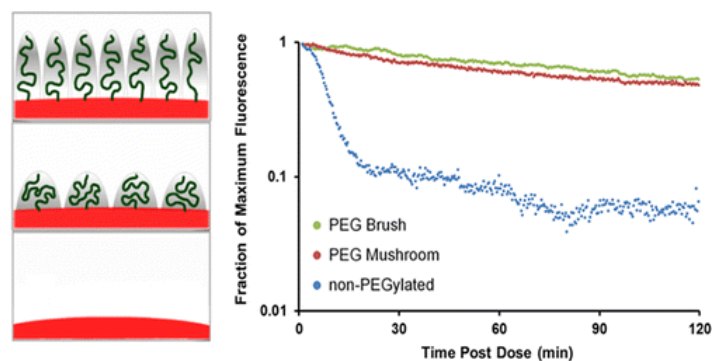 Fraction of Maximum Fluorescence
1
0.1
0.01
PEG Brush
PEG Mushroom
non-PEGylated
0
30
60
90
120
Time Post Dose (min)